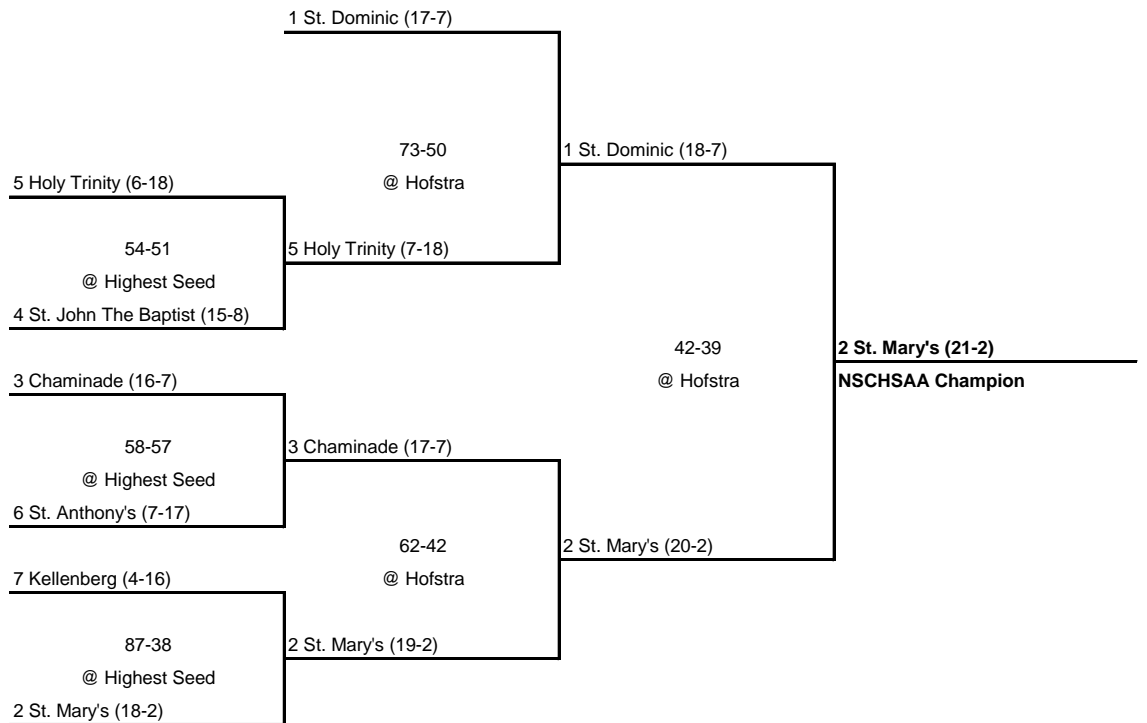 1 St. Dominic (17-7)
73-50
@ Hofstra
1 St. Dominic (18-7)
5 Holy Trinity (6-18)
54-51
@ Highest Seed
5 Holy Trinity (7-18)
4 St. John The Baptist (15-8)
42-39
@ Hofstra
2 St. Mary's (21-2)
NSCHSAA Champion
3 Chaminade (16-7)
58-57
@ Highest Seed
3 Chaminade (17-7)
6 St. Anthony's (7-17)
62-42
@ Hofstra
2 St. Mary's (20-2)
7 Kellenberg (4-16)
87-38
@ Highest Seed
2 St. Mary's (19-2)
2 St. Mary's (18-2)